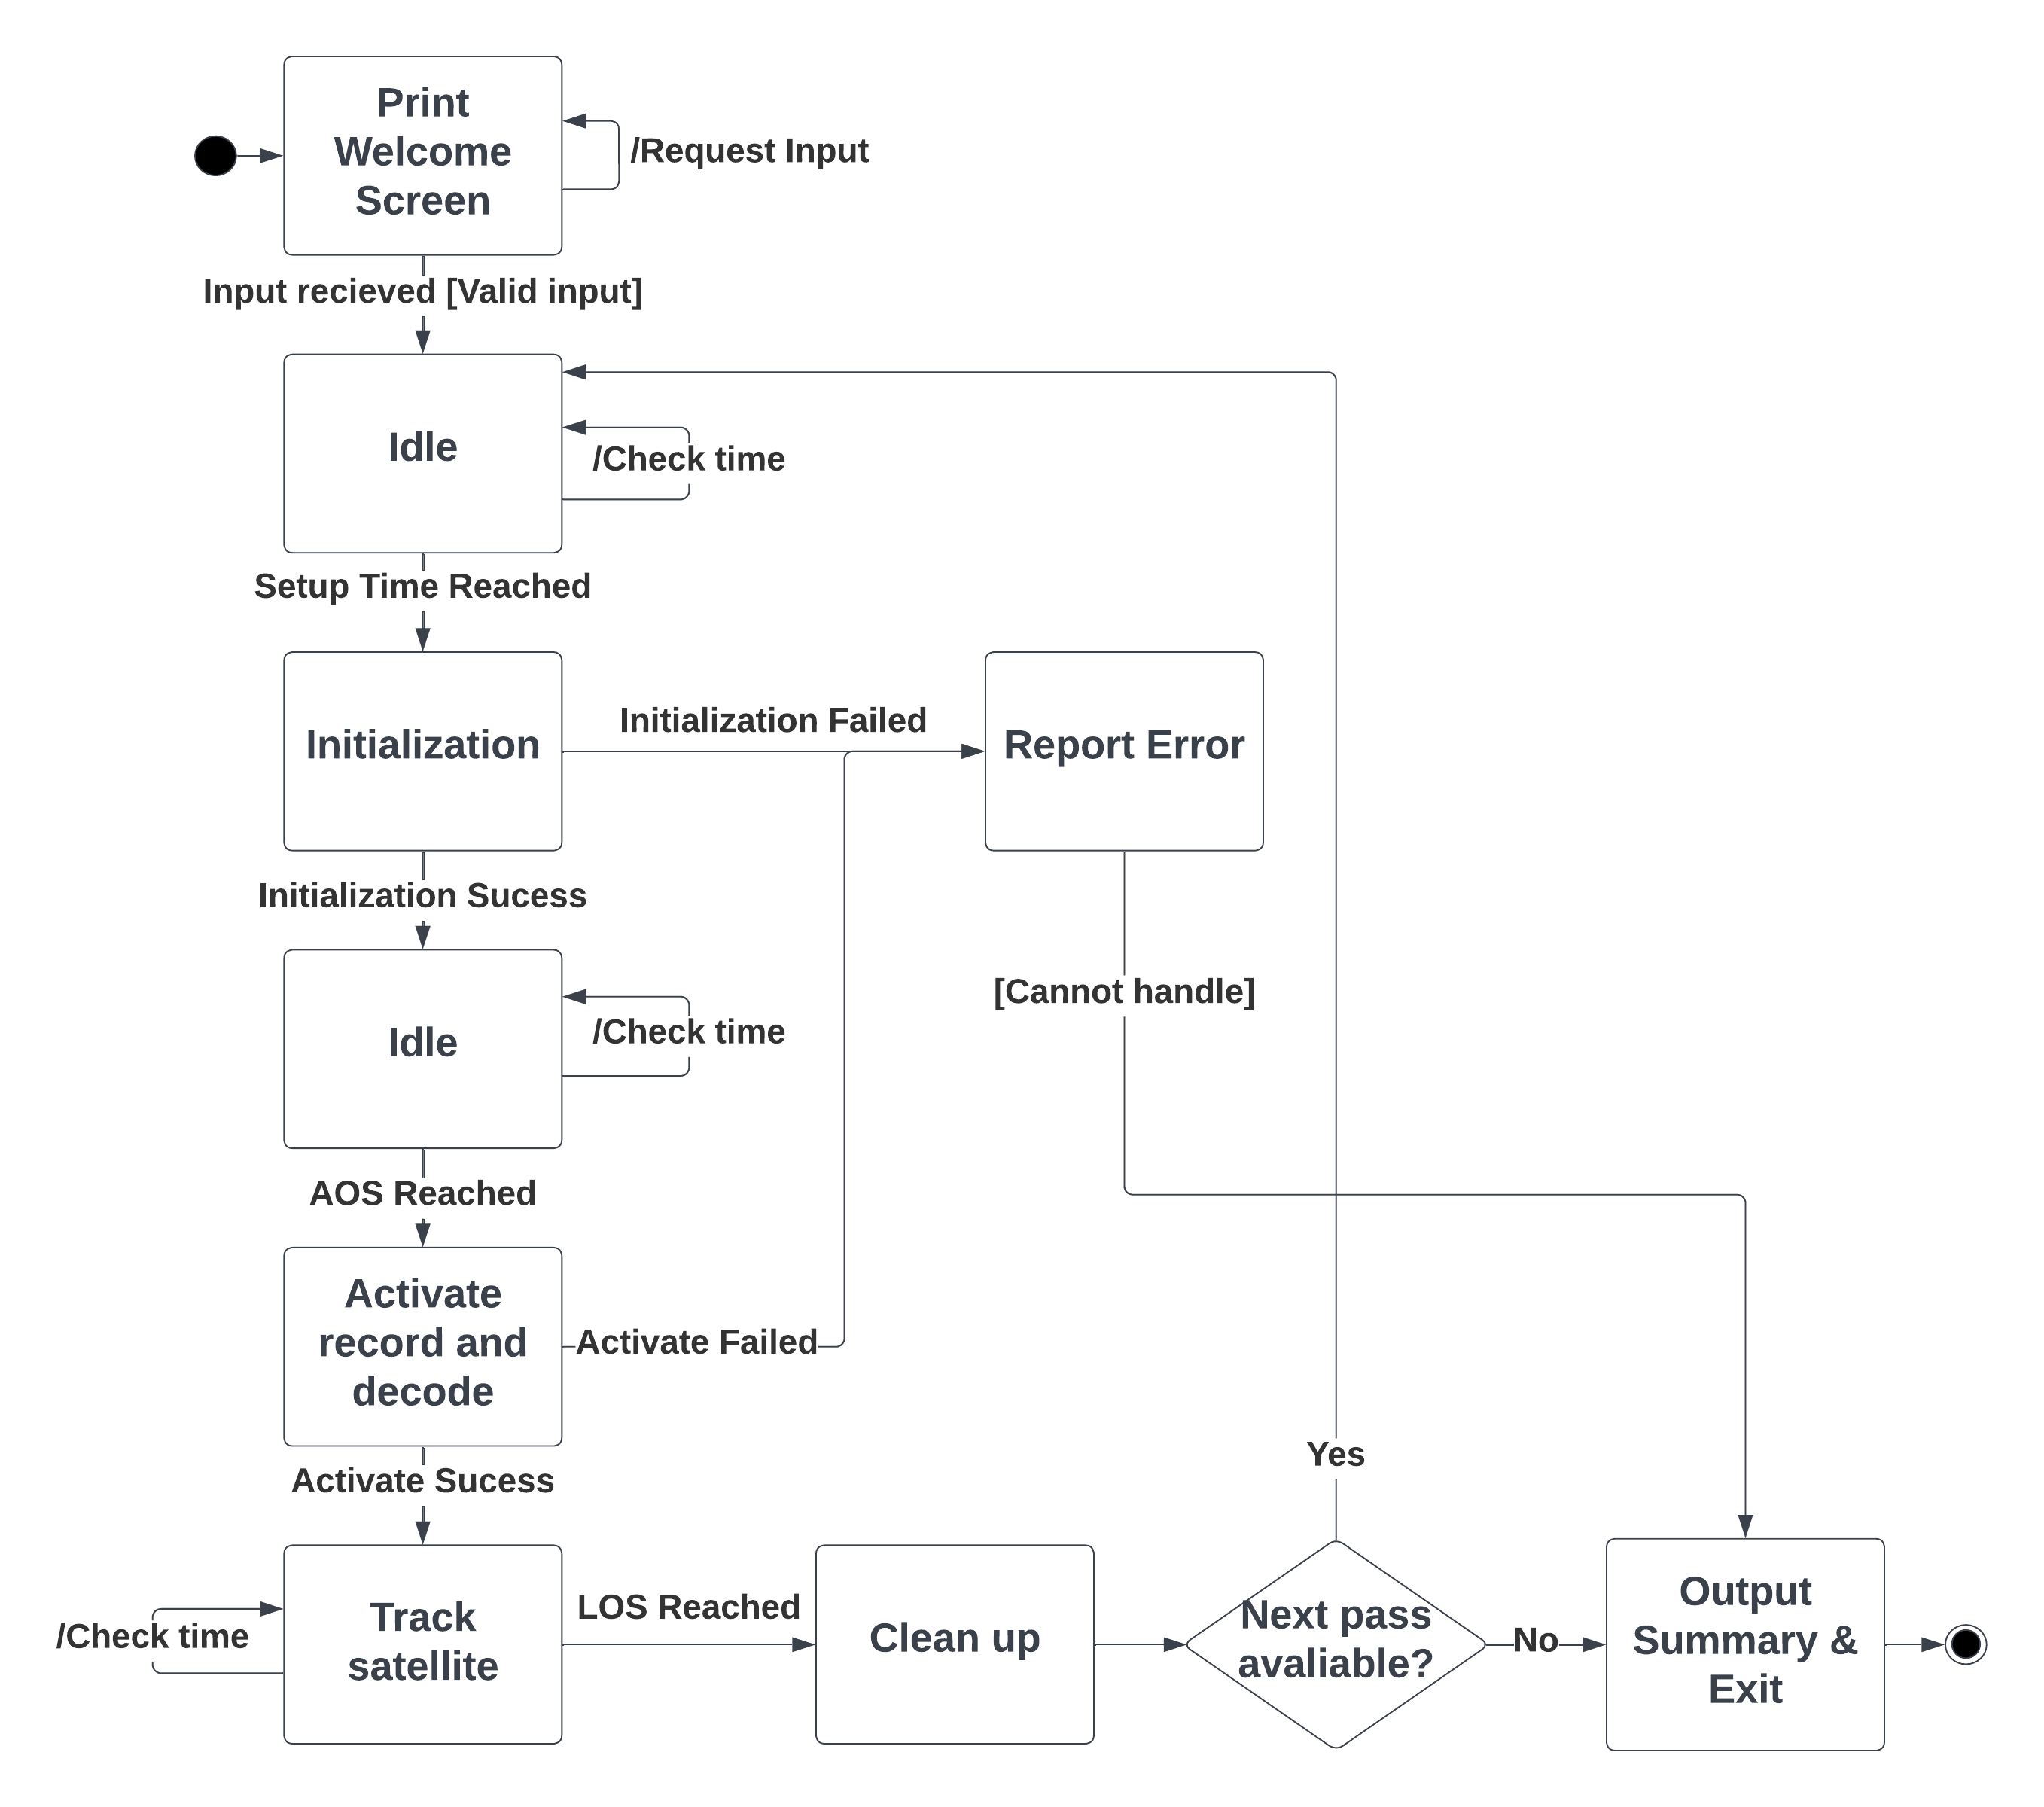 Print
Welcome
Screen
/Request Input
Input recieved [Valid input]
Idle
/Check time
Setup Time Reached
Initialization
Initialization Failed
Report Error
Initialization Sucess
[Cannot handle]
Idle
/Check time
AOS Reached
Activate
record and
decode
Activate Failed
Yes
Activate Sucess
/Check time
Track
satellite
LOS Reached
Clean up
Next pass
avaliable?
No
Output
Summary &
Exit